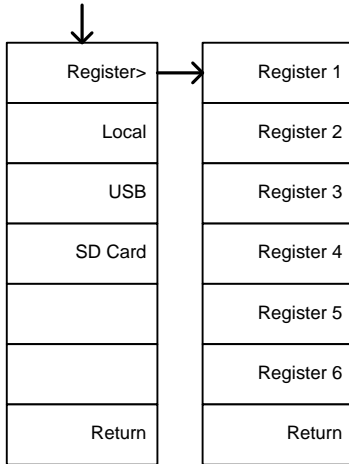 Register>
Local
USB
SD Card
Return
Register 1
Register 2
Register 3
Register 4
Register 5
Register 6
Return